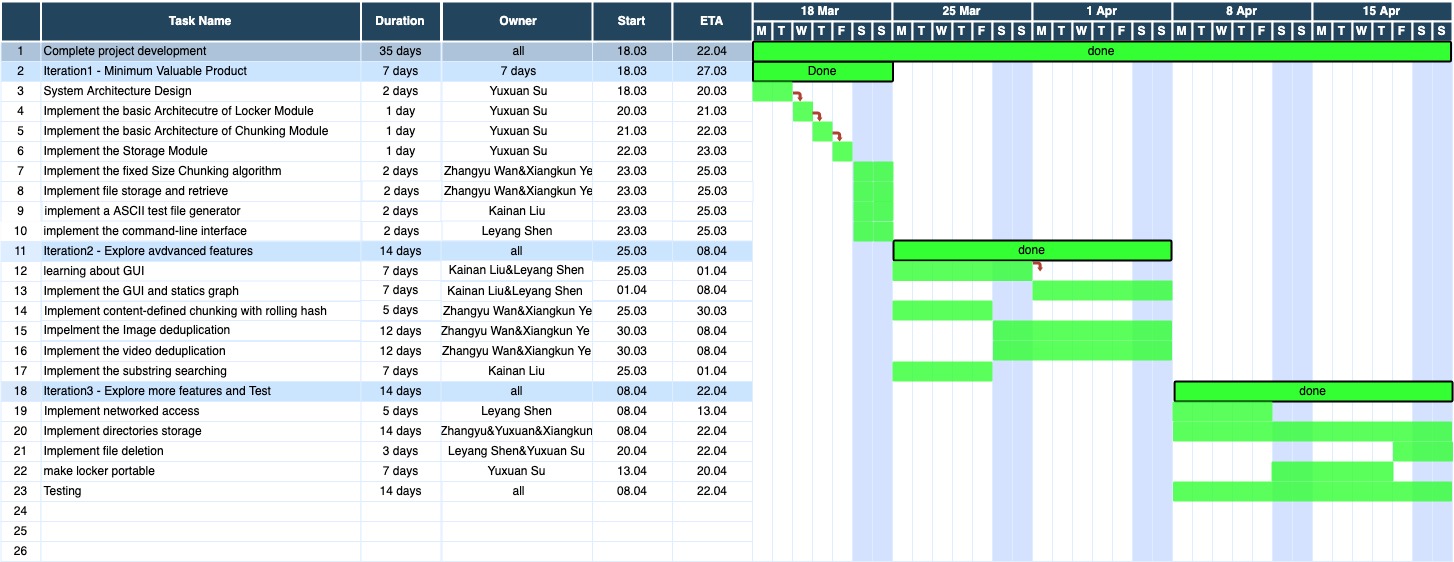 Task Name Duration Owner Start ETA 18 Mar 25 Mar 1 Apr 8 Apr 15 Apr
M T W T F S S M T W T F S S M T W T F S S M T W T F S S M T W T F S S
1 Complete project development 35 days all 18.03 22.04 done
2 Iteration1 - Minimum Valuable Product 7 days 7 days 18.03 27.03 Done
3 System Architecture Design 2 days Yuxuan Su 18.03 20.03
4 Implement the basic Architecutre of Locker Module 1 day Yuxuan Su 20.03 21.03
5 Implement the basic Architecture of Chunking Module 1 day Yuxuan Su 21.03 22.03
6 Implement the Storage Module 1 day Yuxuan Su 22.03 23.03
7 Implement the fixed Size Chunking algorithm 2 days Zhangyu Wan&Xiangkun Ye 23.03 25.03
8 Implement file storage and retrieve 2 days Zhangyu Wan&Xiangkun Ye 23.03 25.03
9 implement a ASCII test file generator 2 days Kainan Liu 23.03 25.03
10 implement the command-line interface 2 days Leyang Shen 23.03 25.03
11 Iteration2 - Explore avdvanced features 14 days all 25.03 08.04 done
12 learning about GUI 7 days Kainan Liu&Leyang Shen 25.03 01.04
13 Implement the GUI and statics graph 7 days Kainan Liu&Leyang Shen 01.04 08.04
14 Implement content-defined chunking with rolling hash 5 days Zhangyu Wan&Xiangkun Ye 25.03 30.03
15 Impelment the Image deduplication 12 days Zhangyu Wan&Xiangkun Ye 30.03 08.04
16 Implement the video deduplication 12 days Zhangyu Wan&Xiangkun Ye 30.03 08.04
17 Implement the substring searching 7 days Kainan Liu 25.03 01.04
18 Iteration3 - Explore more features and Test 14 days all 08.04 22.04 done
19 Implement networked access 5 days Leyang Shen 08.04 13.04
20 Implement directories storage 14 days Zhangyu&Yuxuan&Xiangkun 08.04 22.04
21 Implement file deletion 3 days Leyang Shen&Yuxuan Su 20.04 22.04
22 make locker portable 7 days Yuxuan Su 13.04 20.04
23 Testing 14 days all 08.04 22.04
24
25
26